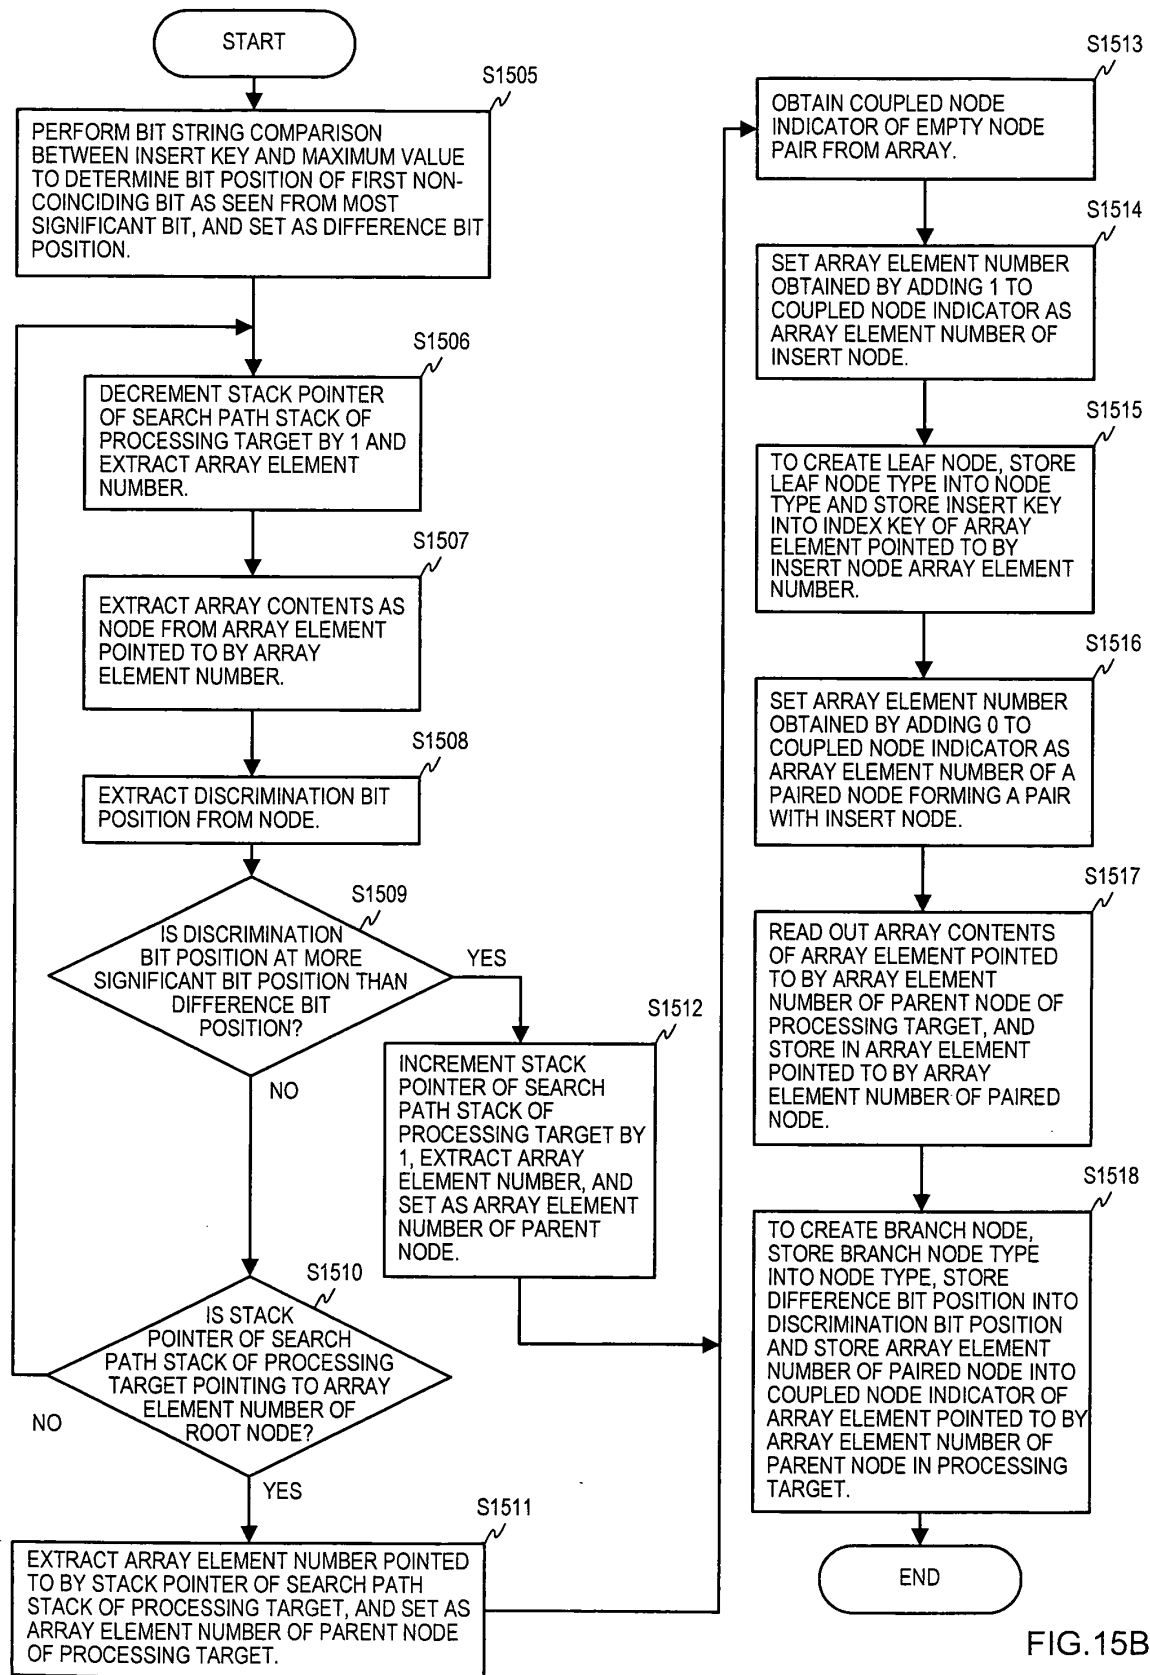 START
S1505
PERFORM BIT STRING COMPARISON
BETWEEN INSERT KEY AND MAXIMUM VALUE
TO DETERMINE BIT POSITION OF FIRST NON-
COINCIDING BIT AS SEEN FROM MOST
SIGNIFICANT BIT, AND SET AS DIFFERENCE BIT
POSITION.
S1506
DECREMENT STACK POINTER
OF SEARCH PATH STACK OF
PROCESSING TARGET BY 1 AND
EXTRACT ARRAY ELEMENT
NUMBER.
S1507
EXTRACT ARRAY CONTENTS AS
NODE FROM ARRAY ELEMENT
POINTED TO BY ARRAY
ELEMENT NUMBER.
S1508
EXTRACT DISCRIMINATION BIT
POSITION FROM NODE.
S1509
IS DISCRIMINATION
BIT POSITION AT MORE
SIGNIFICANT BIT POSITION THAN
DIFFERENCE BIT
POSITION?
YES
NO
S1512
INCREMENT STACK
POINTER OF SEARCH
PATH STACK OF
PROCESSING TARGET BY
1, EXTRACT ARRAY
ELEMENT NUMBER, AND
SET AS ARRAY ELEMENT
NUMBER OF PARENT
NODE.
S1510
IS STACK
POINTER OF SEARCH
PATH STACK OF PROCESSING
TARGET POINTING TO ARRAY
ELEMENT NUMBER OF
ROOT NODE?
NO
YES
S1511
EXTRACT ARRAY ELEMENT NUMBER POINTED
TO BY STACK POINTER OF SEARCH PATH
STACK OF PROCESSING TARGET, AND SET AS
ARRAY ELEMENT NUMBER OF PARENT NODE
OF PROCESSING TARGET.
S1513
OBTAIN COUPLED NODE
INDICATOR OF EMPTY NODE
PAIR FROM ARRAY.
S1514
SET ARRAY ELEMENT NUMBER
OBTAINED BY ADDING 1 TO
COUPLED NODE INDICATOR AS
ARRAY ELEMENT NUMBER OF
INSERT NODE.
S1515
TO CREATE LEAF NODE, STORE
LEAF NODE TYPE INTO NODE
TYPE AND STORE INSERT KEY
INTO INDEX KEY OF ARRAY
ELEMENT POINTED TO BY
INSERT NODE ARRAY ELEMENT
NUMBER.
S1516
SET ARRAY ELEMENT NUMBER
OBTAINED BY ADDING 0 TO
COUPLED NODE INDICATOR AS
ARRAY ELEMENT NUMBER OF A
PAIRED NODE FORMING A PAIR
WITH INSERT NODE.
S1517
READ OUT ARRAY CONTENTS
OF ARRAY ELEMENT POINTED
TO BY ARRAY ELEMENT
NUMBER OF PARENT NODE OF
PROCESSING TARGET, AND
STORE IN ARRAY ELEMENT
POINTED TO BY ARRAY
ELEMENT NUMBER OF PAIRED
NODE.
S1518
TO CREATE BRANCH NODE,
STORE BRANCH NODE TYPE
INTO NODE TYPE, STORE
DIFFERENCE BIT POSITION INTO
DISCRIMINATION BIT POSITION
AND STORE ARRAY ELEMENT
NUMBER OF PAIRED NODE INTO
COUPLED NODE INDICATOR OF
ARRAY ELEMENT POINTED TO BY
ARRAY ELEMENT NUMBER OF
PARENT NODE IN PROCESSING
TARGET.
END
FIG.15B